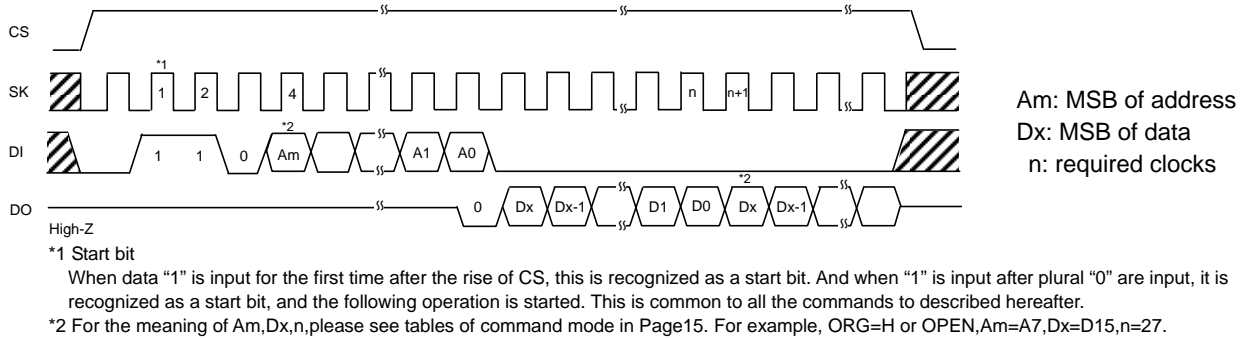 CS
*1
SK 1 2 4 n n+1
Am: MSB of address
*2
Dx: MSB of data
DI 1 1 0 Am A1 A0
n: required clocks
*2
DO 0 Dx Dx-1 D1 D0 Dx Dx-1
High-Z
*1 Start bit
When data “1” is input for the first time after the rise of CS, this is recognized as a start bit. And when “1” is input after plural “0” are input, it is
recognized as a start bit, and the following operation is started. This is common to all the commands to described hereafter.
*2 For the meaning of Am,Dx,n,please see tables of command mode in Page15. For example, ORG=H or OPEN,Am=A7,Dx=D15,n=27.